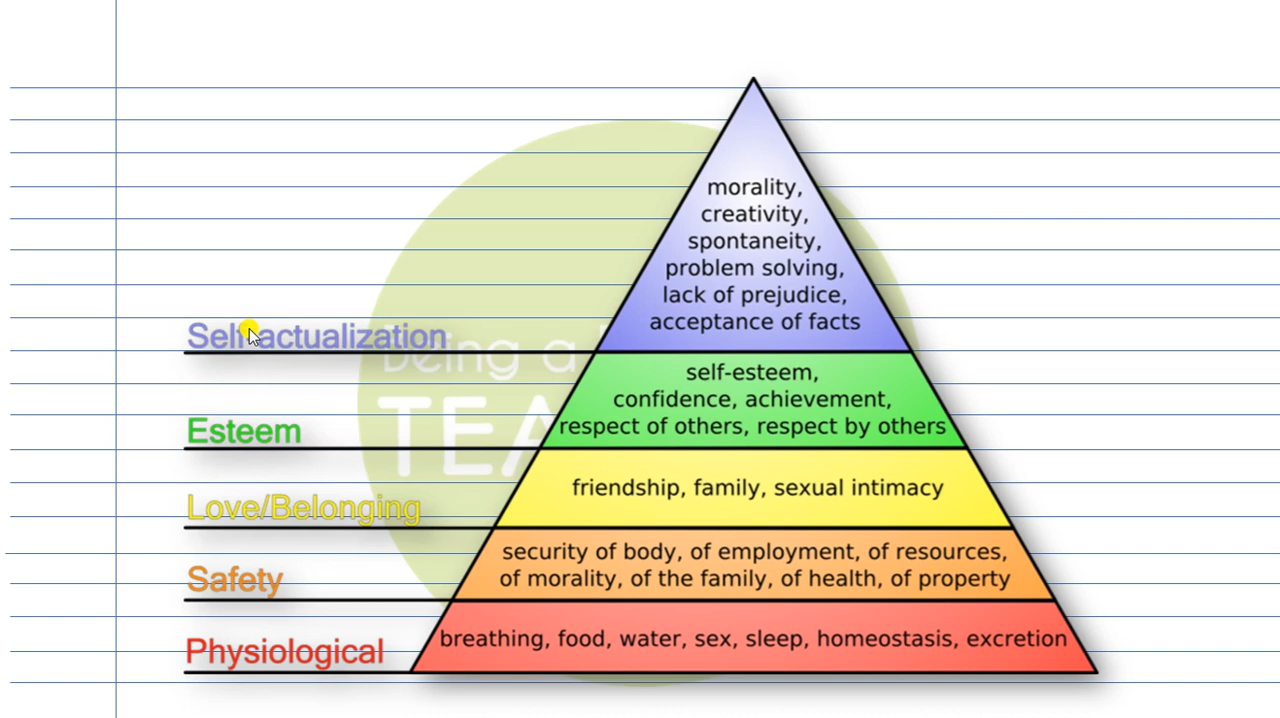 morality,
creativity,
spontaneity,
problem solving,
lack of prejudice,
acceptance of facts
Self-actualization
self-esteem,
confidence, achievement,
respect of others, respect by others
Esteem
friendship, family, sexual intimacy
Love/Belonging
security of body, of employment, of resources,
of morality, of the family, of health, of property
Safety
breathing, food, water, sex, sleep, homeostasis, excretion
Physiological
being a